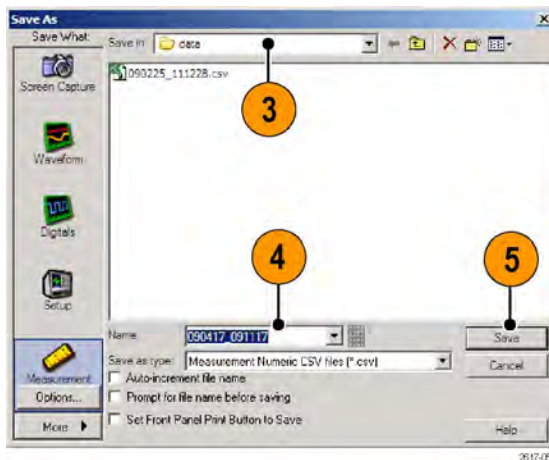 Save As
Save What:
Save in: data
090225_111228.csv
Screen Capture
3
Waveform
Digitals
4
5
Setup
Name: 090417_091117
Save
Save as type: Measurement Numeric CSV files (*.csv)
Cancel
Measurement
Auto-increment file name
Options...
Prompt for file name before saving
Set Front Panel Print Button to Save
More
Help
2617-05